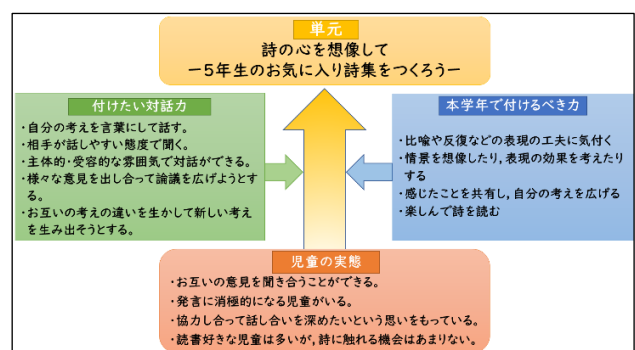 単元
詩の心を想像して
ー5年生のお気に入り詩集をつくろうー
付けたい対話力
・自分の考えを言葉にして話す。
・相手が話しやすい態度で聞く。
・主体的・受容的な雰囲気で対話ができる。
・様々な意見を出し合って論議を広げようとす
る。
・お互いの考えの違いを生かして新しい考え
を生み出そうとする。
本学年で付けるべき力
・比喩や反復などの表現の工夫に気付く
・情景を想像したり,表現の効果を考えたり
する
・感じたことを共有し,自分の考えを広げる
・楽しんで詩を読む
児童の実態
・お互いの意見を聞き合うことができる。
・発言に消極的になる児童がいる。
・協力し合って話し合いを深めたいという思いをもっている。
・読書好きな児童は多いが,詩に触れる機会はあまりない。